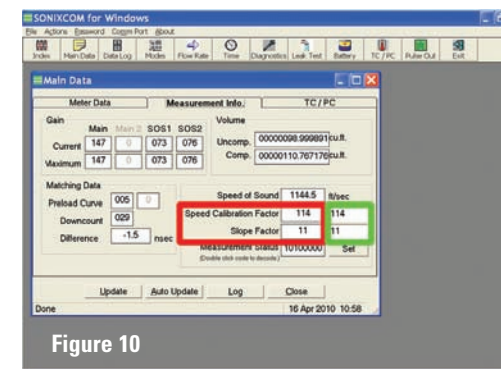 SONIXCOM for Windows
File Actions Password Comm Port About
Index Main Data Data Log Modes Flow Rate Time Diagnostics Leak Test Battery TC / PC Pulse Out Exit
Main Data
Meter Data Measurement Info. TC / PC
Gain
Main Main 2 SOS1 SOS2
Current 147 0 073 076
Maximum 147 0 073 076
Volume
Uncomp. 00000098.999891 cu.ft.
Comp. 00000110.767176 cu.ft.
Matching Data
Preload Curve 005 0
Downcount 029
Difference -1.5 nsec
Speed of Sound 1144.5 ft/sec
Speed Calibration Factor 114 114
Slope Factor 11 11
Measurement Status 10100000 Set
(Double click code to decode.)
Update Auto Update Log Close
Done 16 Apr 2010 10:58
Figure 10